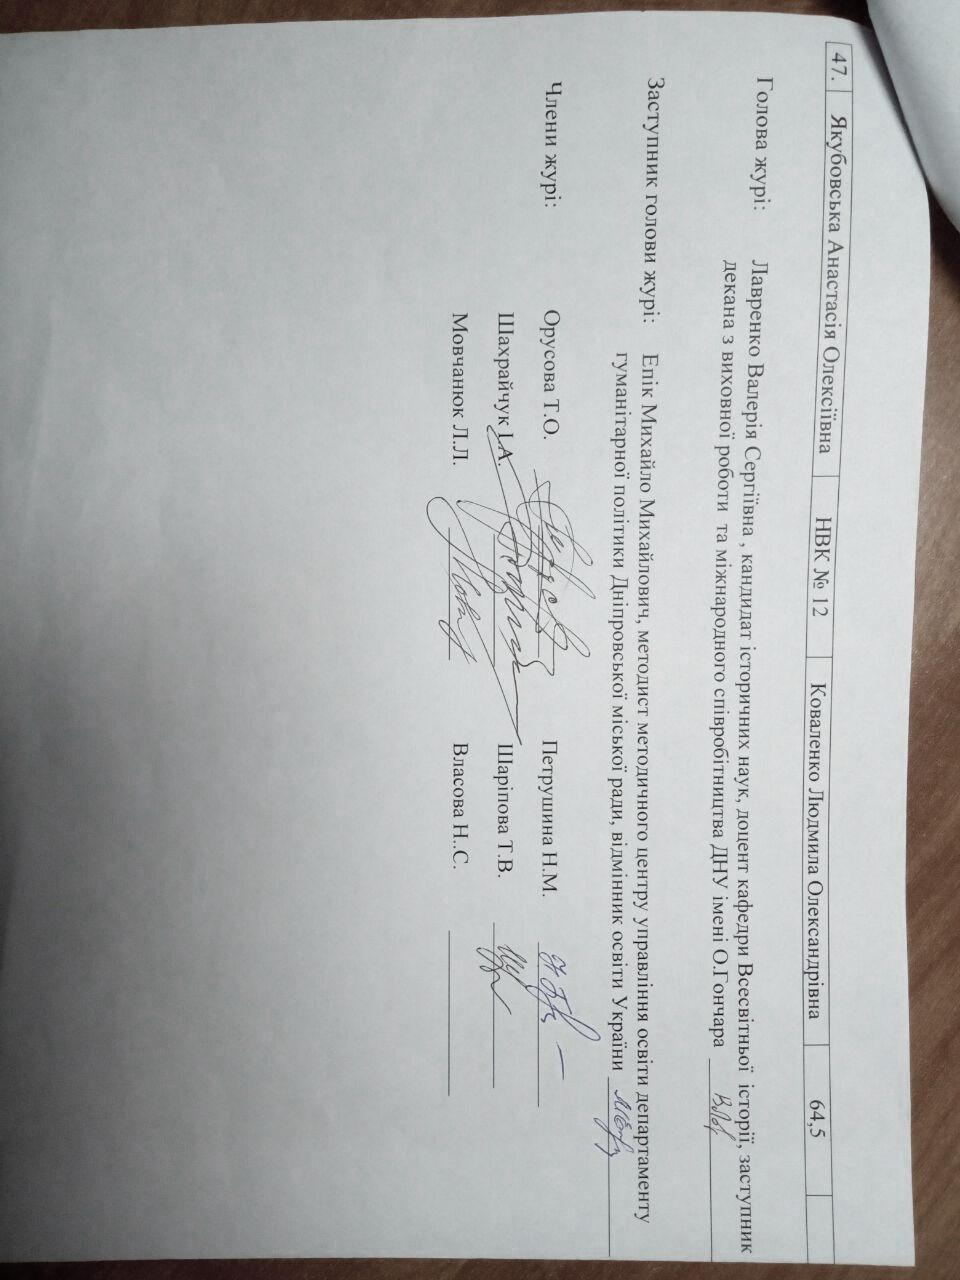 47. Якубовська Анастасія Олексіївна НВК № 12 Коваленко Людмила Олександрівна 64,5
Голова журі: Лавренко Валерія Сергіївна , кандидат історичних наук, доцент кафедри Всесвітньої історії, заступник
декана з виховної роботи та міжнародного співробітництва ДНУ імені О.Гончара
Заступник голови журі: Епік Михайло Михайлович, методист методичного центру управління освіти департаменту
гуманітарної політики Дніпровської міської ради, відмінник освіти України
Члени журі: Орусова Т.О. Петрушина Н.М.
Шахрайчук І.А. Шаріпова Т.В.
Мовчанюк Л.Л. Власова Н..С.